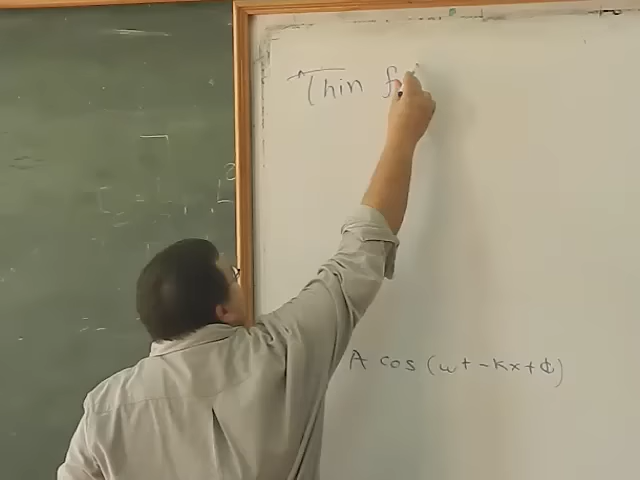 Thin f
A cos (ωt - kx + ϕ)